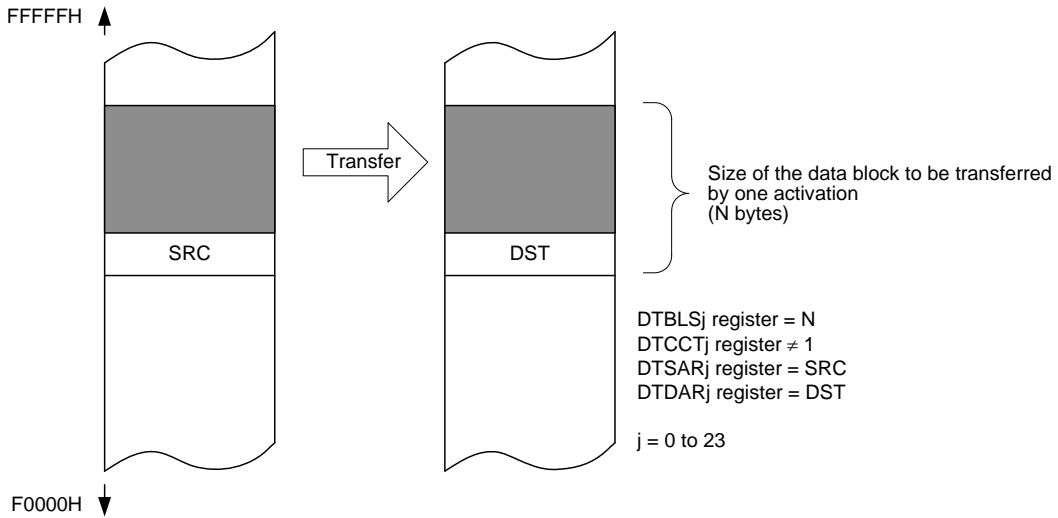 FFFFFH
Transfer
Size of the data block to be transferred
by one activation
(N bytes)
SRC
DST
DTBLSj register = N
DTCCTj register ≠ 1
DTSARj register = SRC
DTDARj register = DST
j = 0 to 23
F0000H